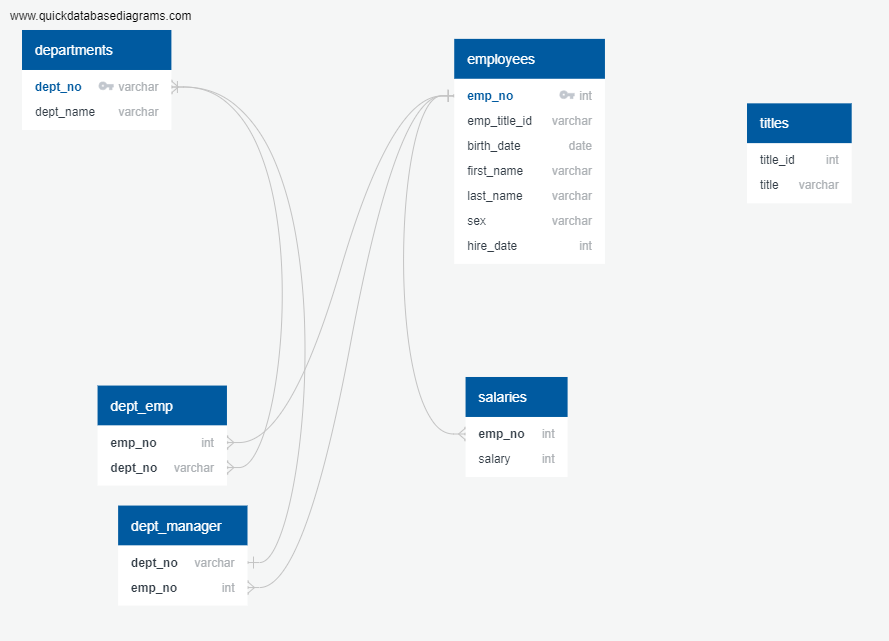 www.quickdatabasediagrams.com
departments
dept_no varchar
dept_name varchar
employees
emp_no int
emp_title_id varchar
birth_date date
first_name varchar
last_name varchar
sex varchar
hire_date int
titles
title_id int
title varchar
dept_emp
emp_no int
dept_no varchar
salaries
emp_no int
salary int
dept_manager
dept_no varchar
emp_no int